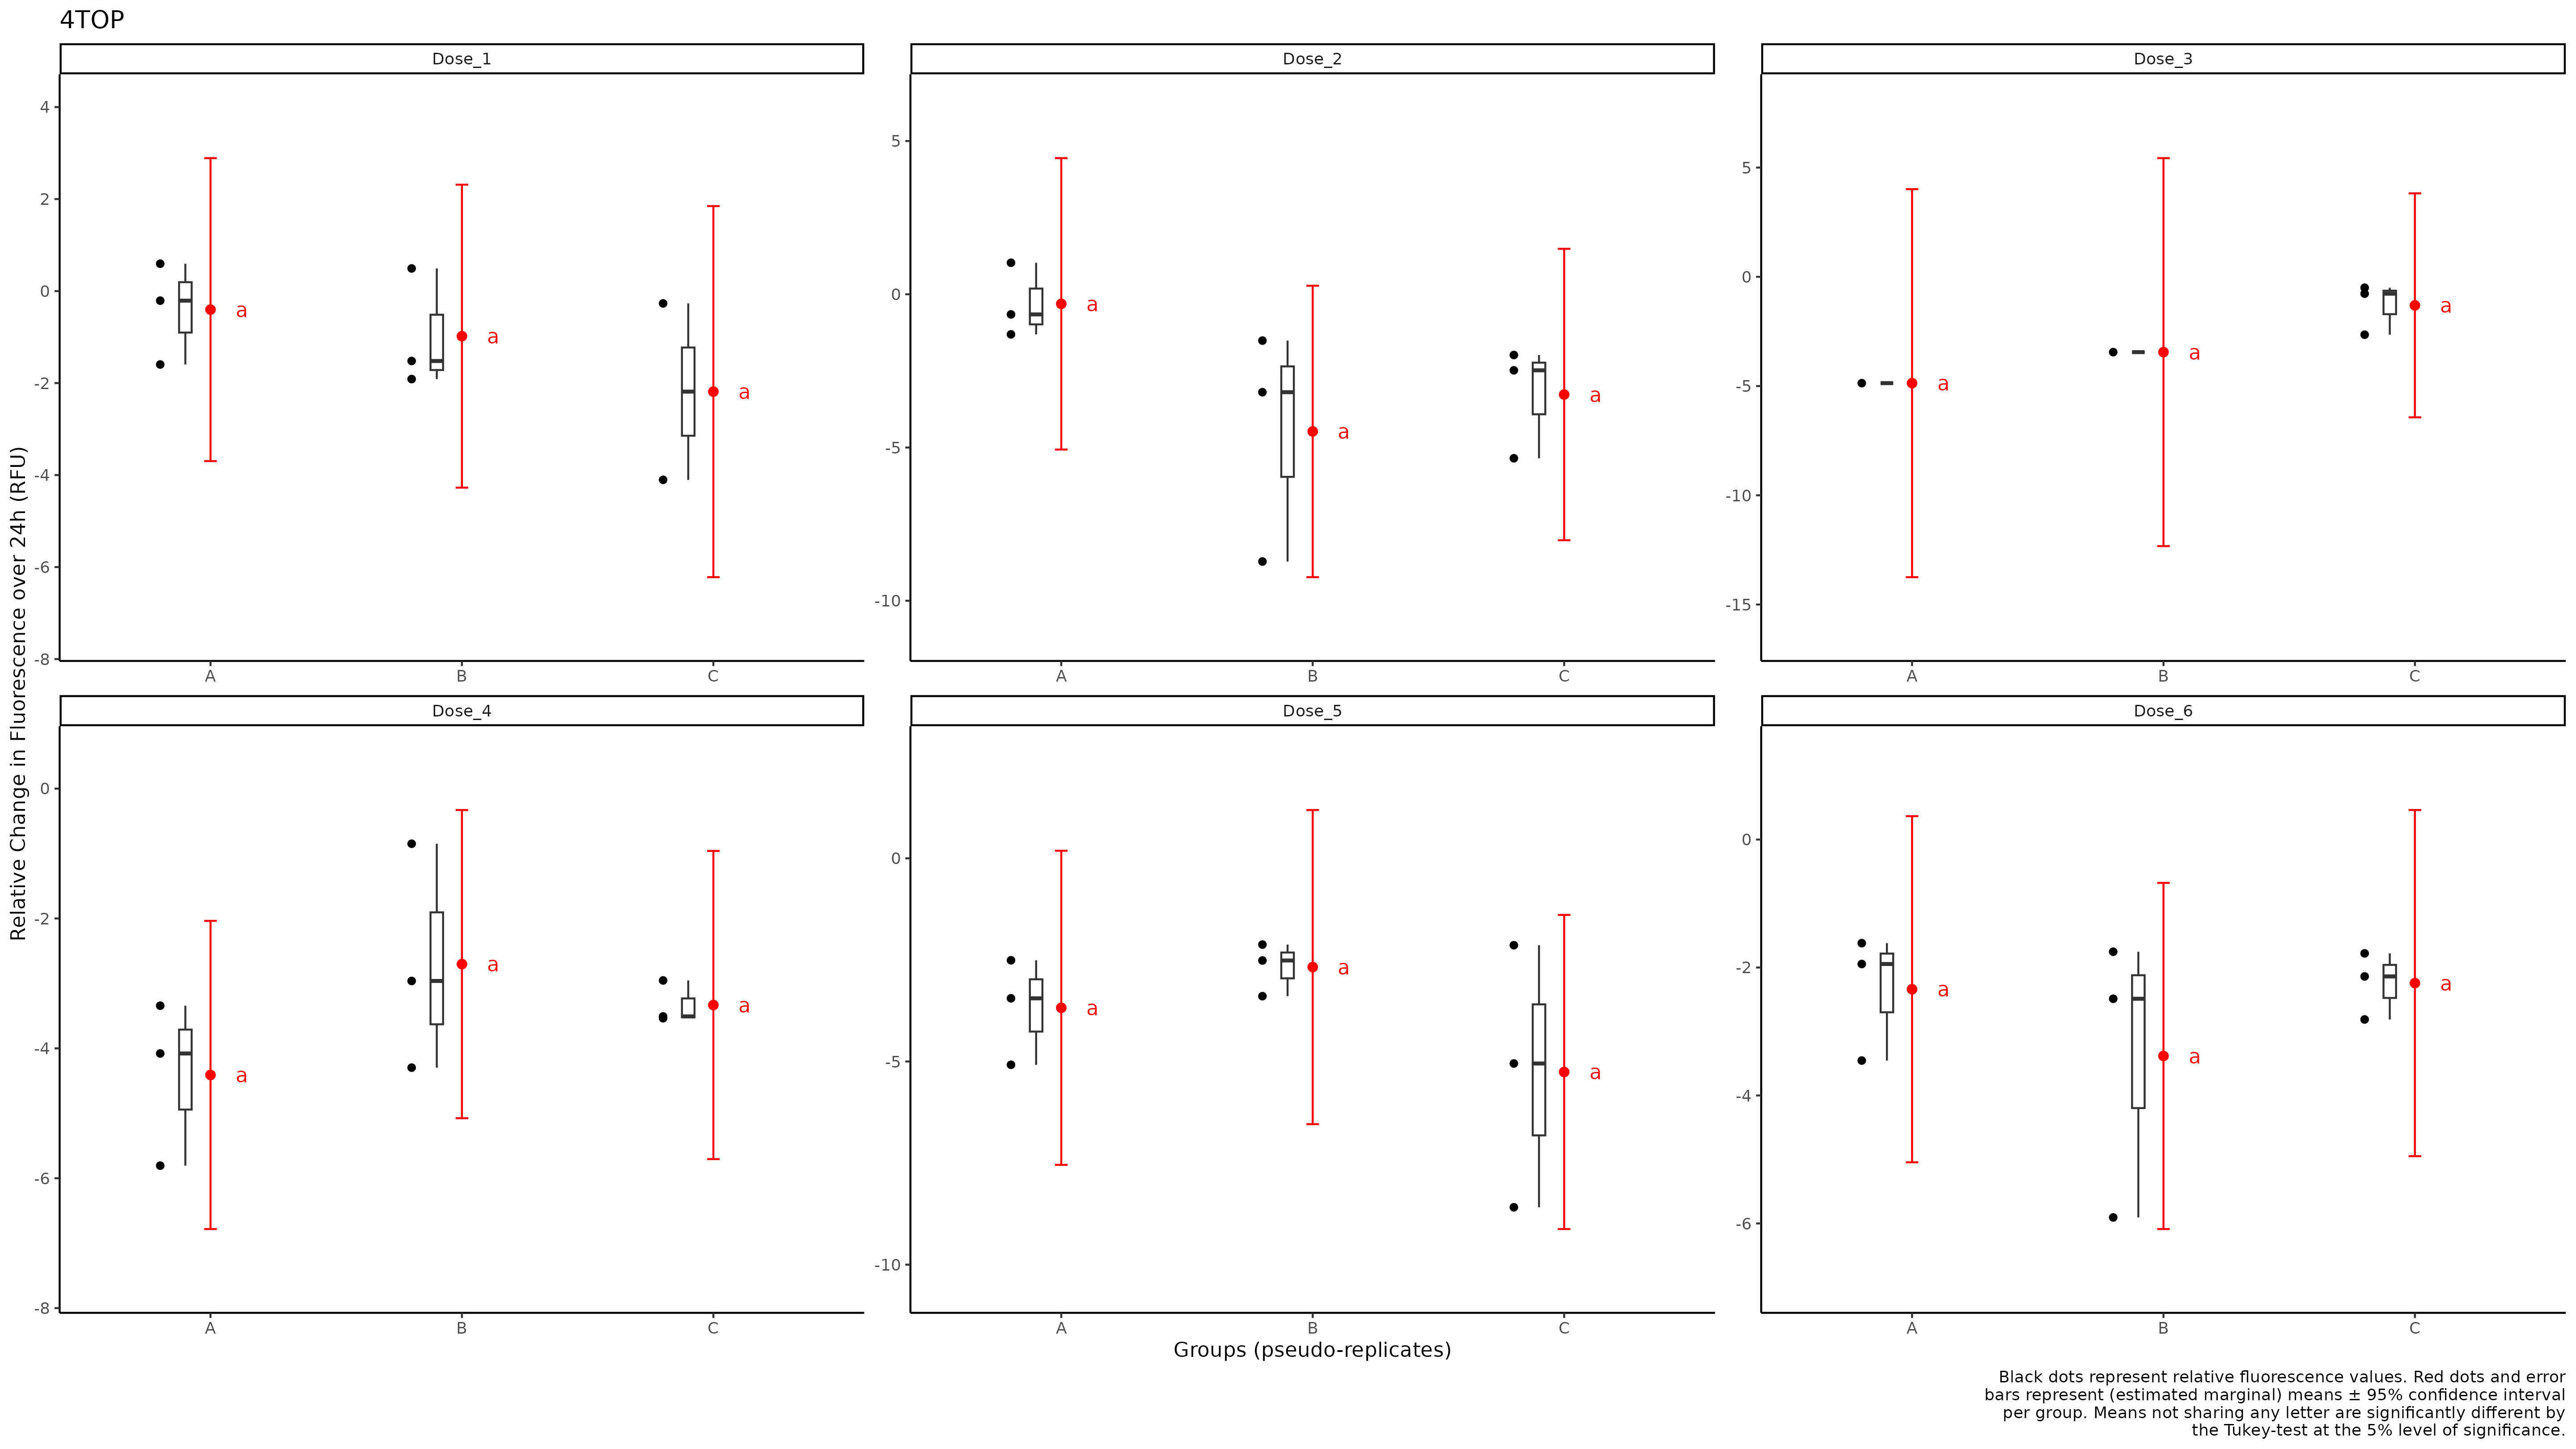 4TOP
Relative Change in Fluorescence over 24h (RFU)
Dose_1
4
2
0
-2
-4
-6
-8
a
a
a
A
B
C
Dose_2
5
0
-5
-10
a
a
a
A
B
C
Dose_3
5
0
-5
-10
-15
a
a
a
A
B
C
Dose_4
0
-2
-4
-6
-8
a
a
a
A
B
C
Dose_5
0
-5
-10
a
a
a
A
B
C
Dose_6
0
-2
-4
-6
a
a
a
A
B
C
Groups (pseudo-replicates)
Black dots represent relative fluorescence values. Red dots and error
bars represent (estimated marginal) means ± 95% confidence interval
per group. Means not sharing any letter are significantly different by
the Tukey-test at the 5% level of significance.